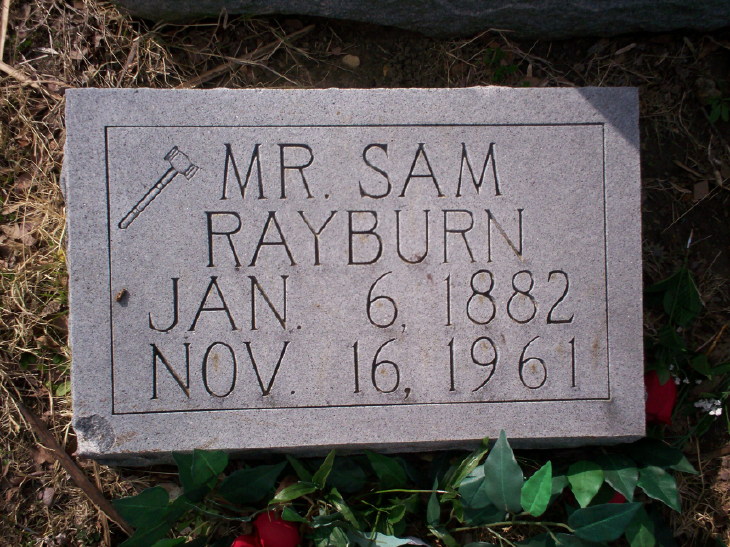 MR. SAM
RAYBURN
JAN. 6, 1882
NOV. 16, 1961